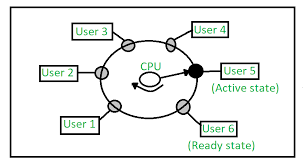 User 3
User 4
CPU
User 2
User 5
(Active state)
User 1
User 6
(Ready state)